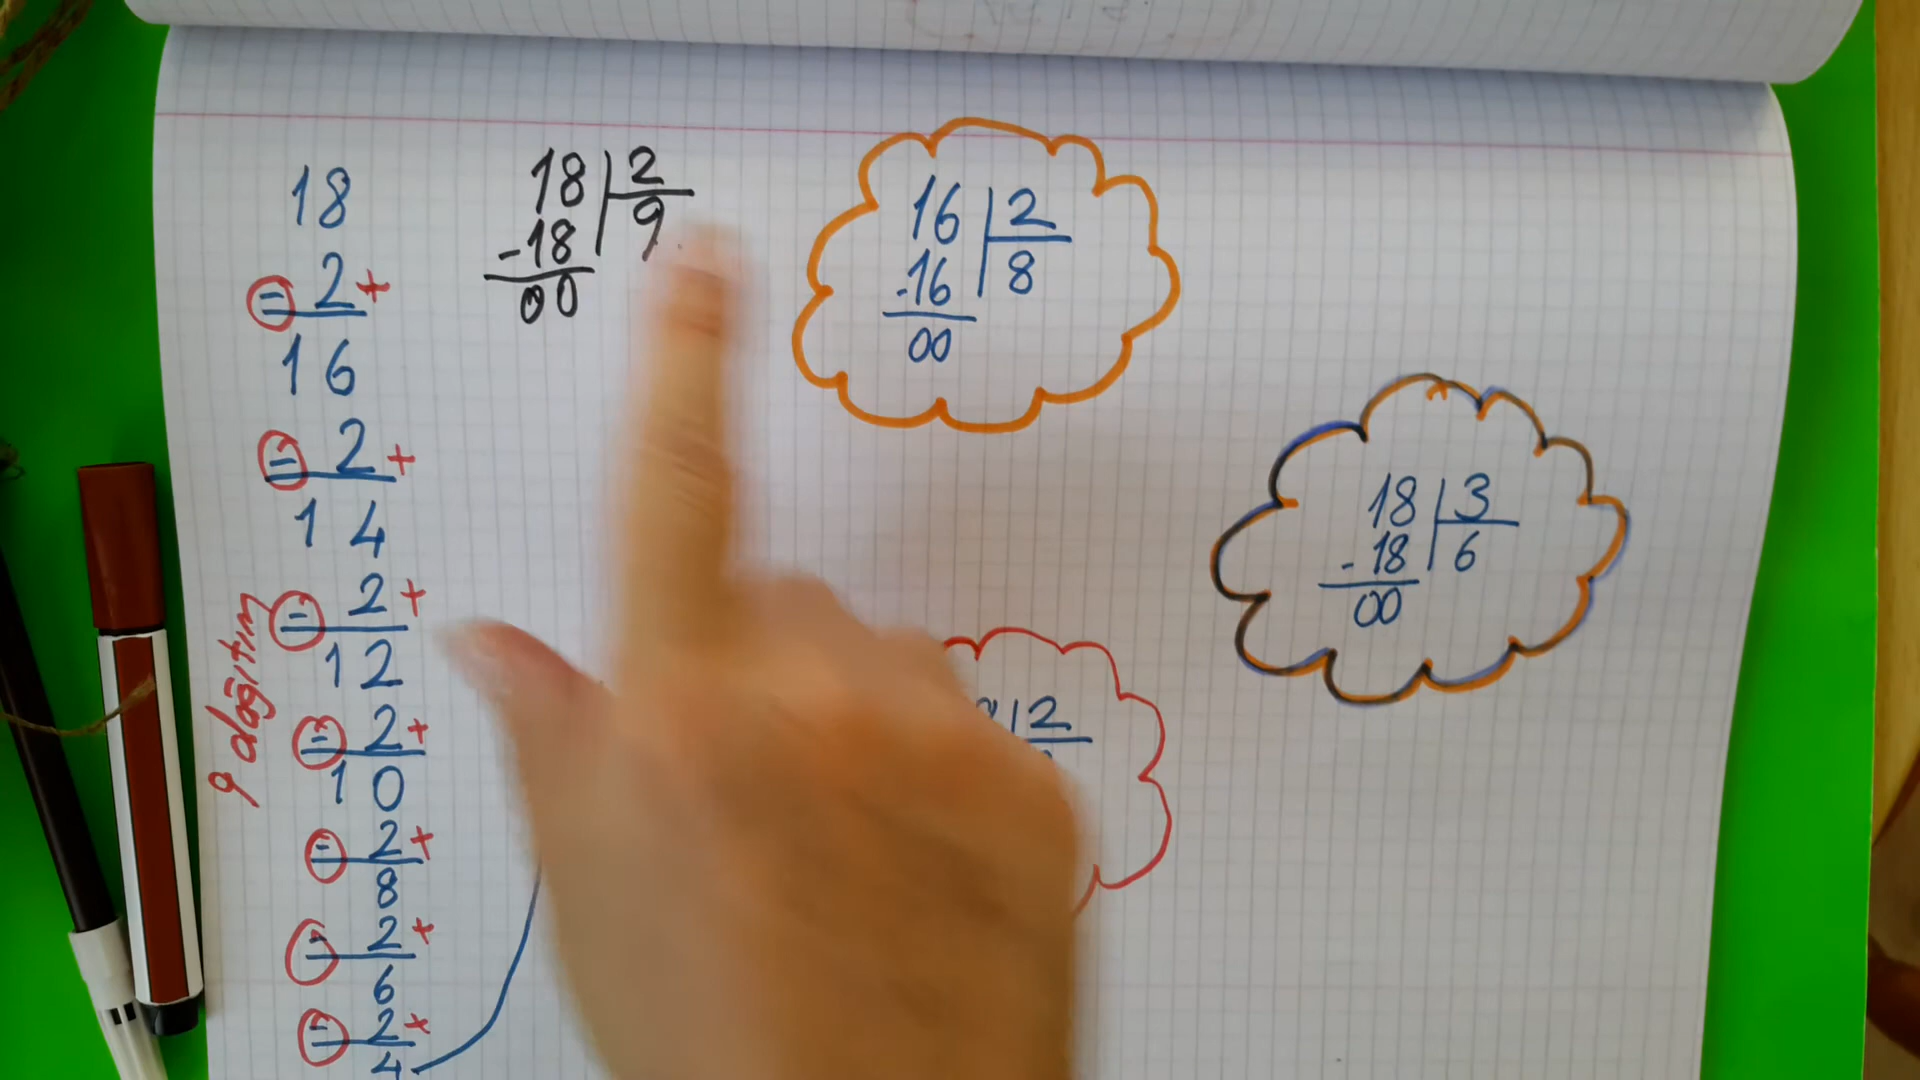 18
- 2 +
16
- 2 +
14
- 2 +
12
- 2 +
10
- 2 +
8
- 2 +
6
- 2 +
4
9 dağıtım
18 | 2
-18 | 9
00
16 | 2
-16 | 8
00
18 | 3
- 18 | 6
00
| 2